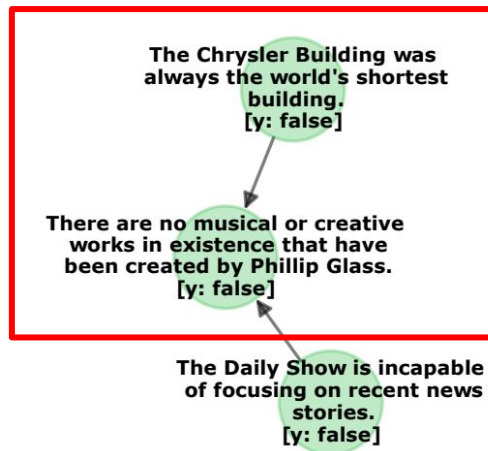 The Chrysler Building was
always the world's shortest
building.
[y: false]
There are no musical or creative
works in existence that have
been created by Phillip Glass.
[y: false]
The Daily Show is incapable
of focusing on recent news
stories.
[y: false]